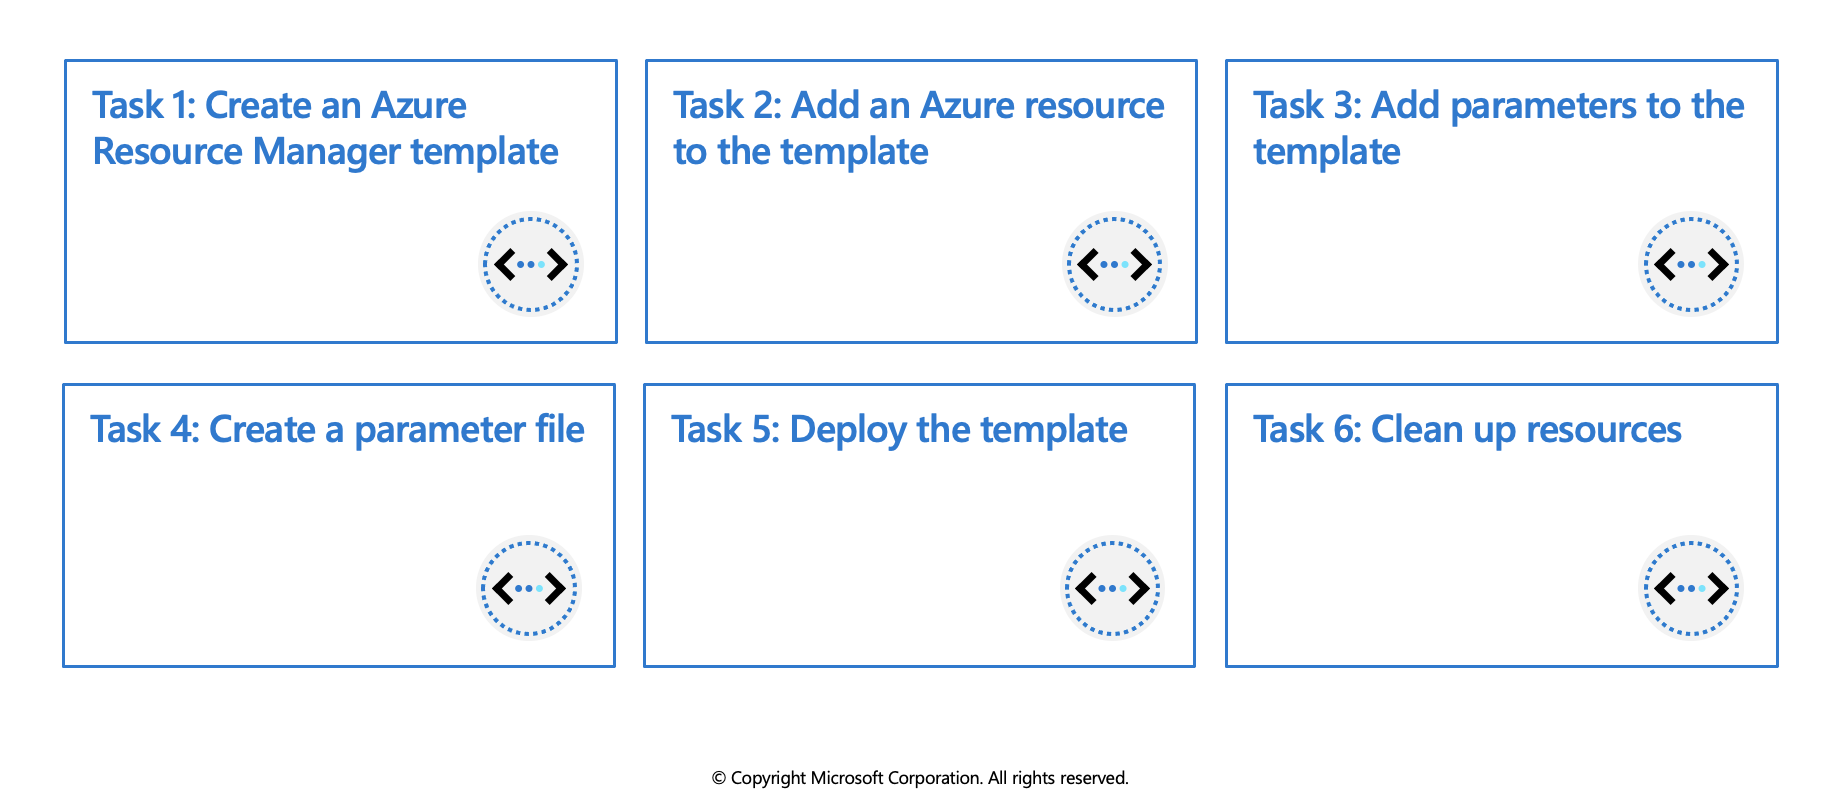 Task 1: Create an Azure
Resource Manager template
Task 2: Add an Azure resource
to the template
Task 3: Add parameters to the
template
Task 4: Create a parameter file
Task 5: Deploy the template
Task 6: Clean up resources
© Copyright Microsoft Corporation. All rights reserved.